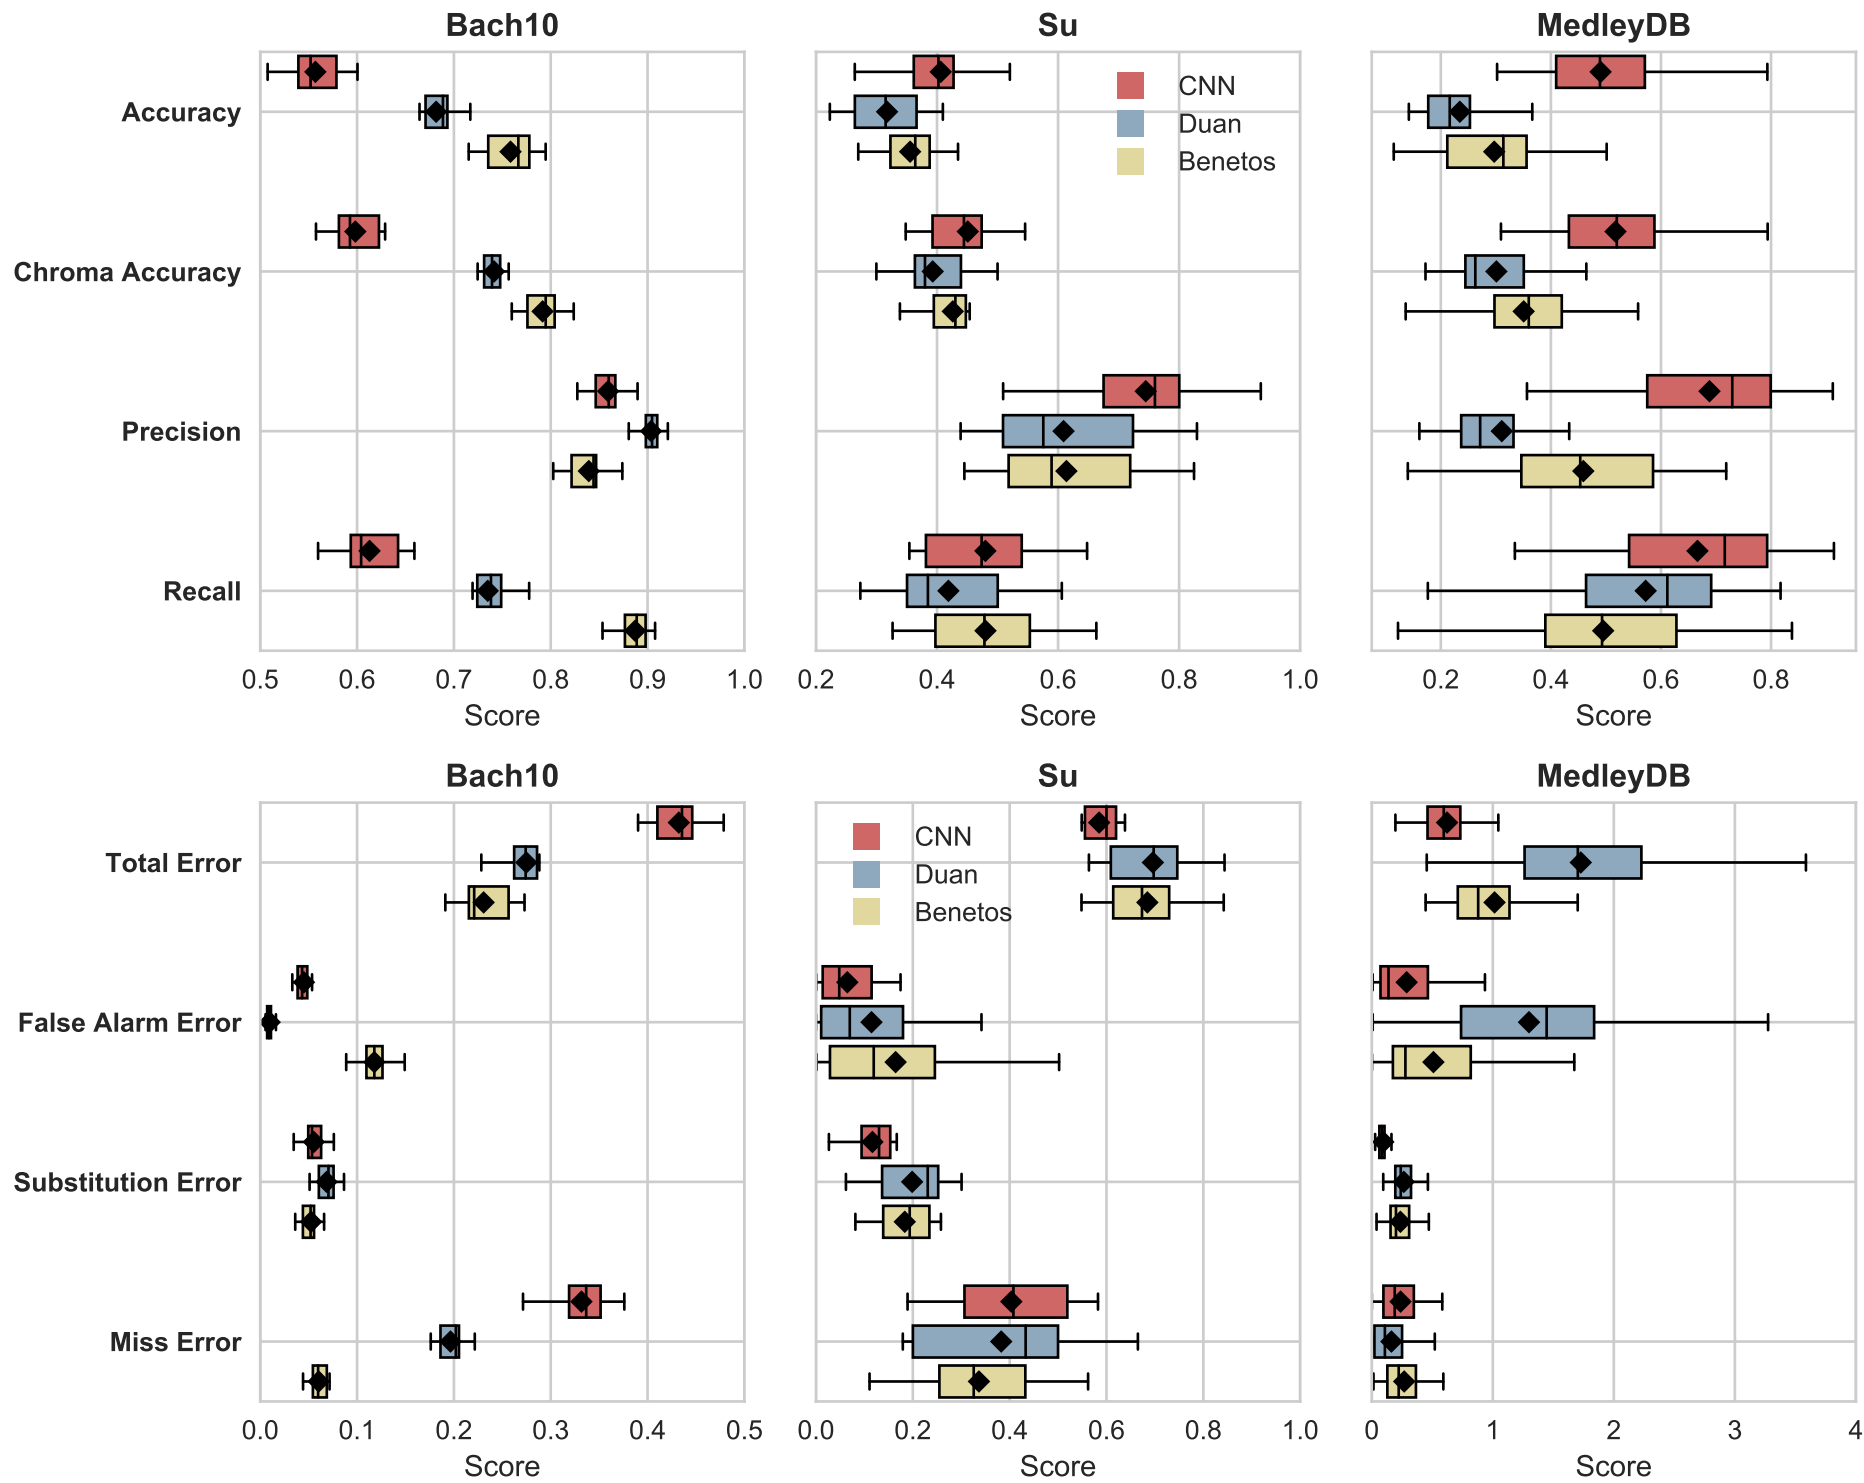 Bach10 Su MedleyDB
CNN
Accuracy Duan
Benetos
Chroma Accuracy
Precision
Recall
0.5 0.6 0.7 0.8 0.9 1.0 0.2 0.4 0.6 0.8 1.0 0.2 0.4 0.6 0.8
Score Score Score
Bach10 Su MedleyDB
CNN
Total Error Duan
Benetos
False Alarm Error
Substitution Error
Miss Error
0.0 0.1 0.2 0.3 0.4 0.5 0.0 0.2 0.4 0.6 0.8 1.0 0 1 2 3 4
Score Score Score